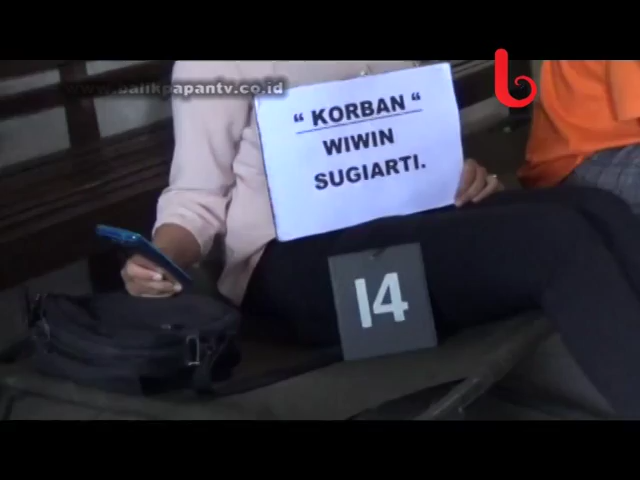 www.balikpapantv.co.id
“ KORBAN “
WIWIN
SUGIARTI.
14